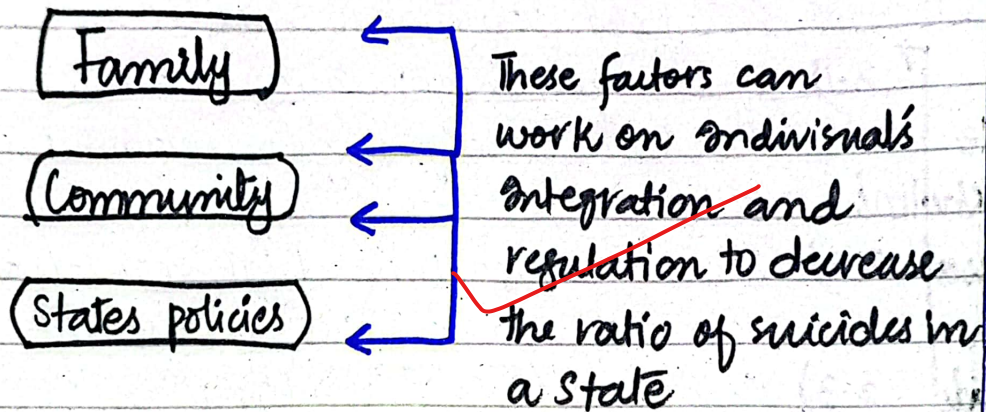 Family
Community
States policies
These factors can
work on individual's
integration and
regulation to decrease
the ratio of suicides in
a state